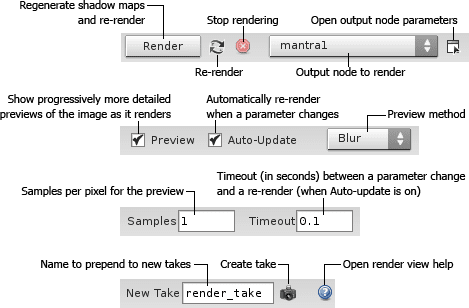 Regenerate shadow maps
and re-render
Stop rendering
Open output node parameters
Render
mantra1
Re-render
Output node to render
Show progressively more detailed
previews of the image as it renders
Automatically re-render
when a parameter changes
Preview method
Preview
Auto-Update
Blur
Samples per pixel for the preview
Timeout (in seconds) between a parameter change
and a re-render (when Auto-update is on)
Samples 1
Timeout 0.1
Name to prepend to new takes
Create take
Open render view help
New Take render_take